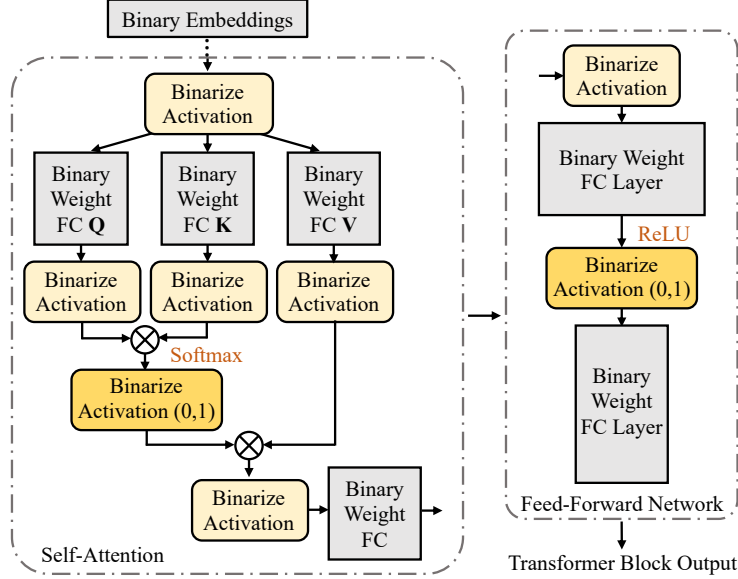 Binary Embeddings
Binarize
Activation
Binary
Weight
FC Q
Binary
Weight
FC K
Binary
Weight
FC V
Binarize
Activation
Binarize
Activation
Binarize
Activation
Softmax
Binarize
Activation (0,1)
Binarize
Activation
Binary
Weight
FC
Self-Attention
Binarize
Activation
Binary Weight
FC Layer
ReLU
Binarize
Activation (0,1)
Binary
Weight
FC Layer
Feed-Forward Network
Transformer Block Output